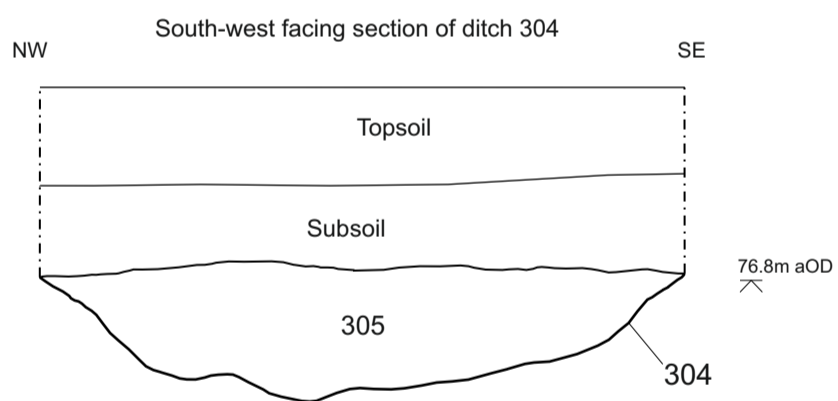 South-west facing section of ditch 304
NW
SE
Topsoil
Subsoil
76.8m aOD
305
304